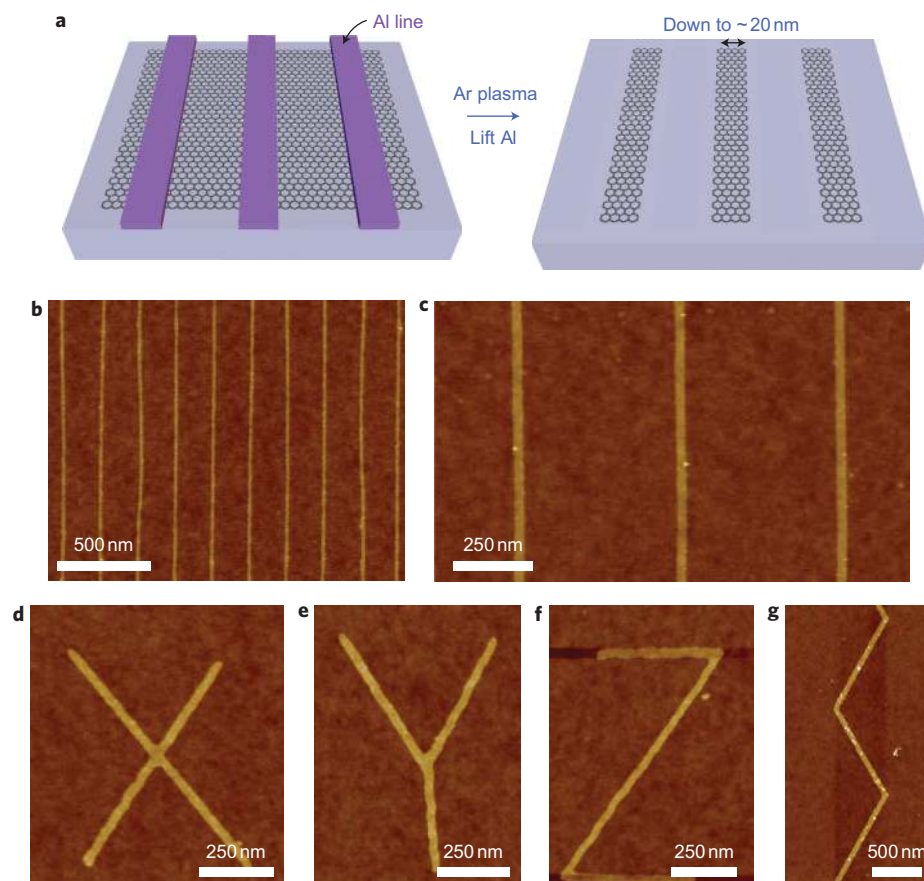 a
Al line
Down to ~ 20 nm
Ar plasma
Lift Al
b
500 nm
c
250 nm
d
250 nm
e
250 nm
f
250 nm
g
500 nm